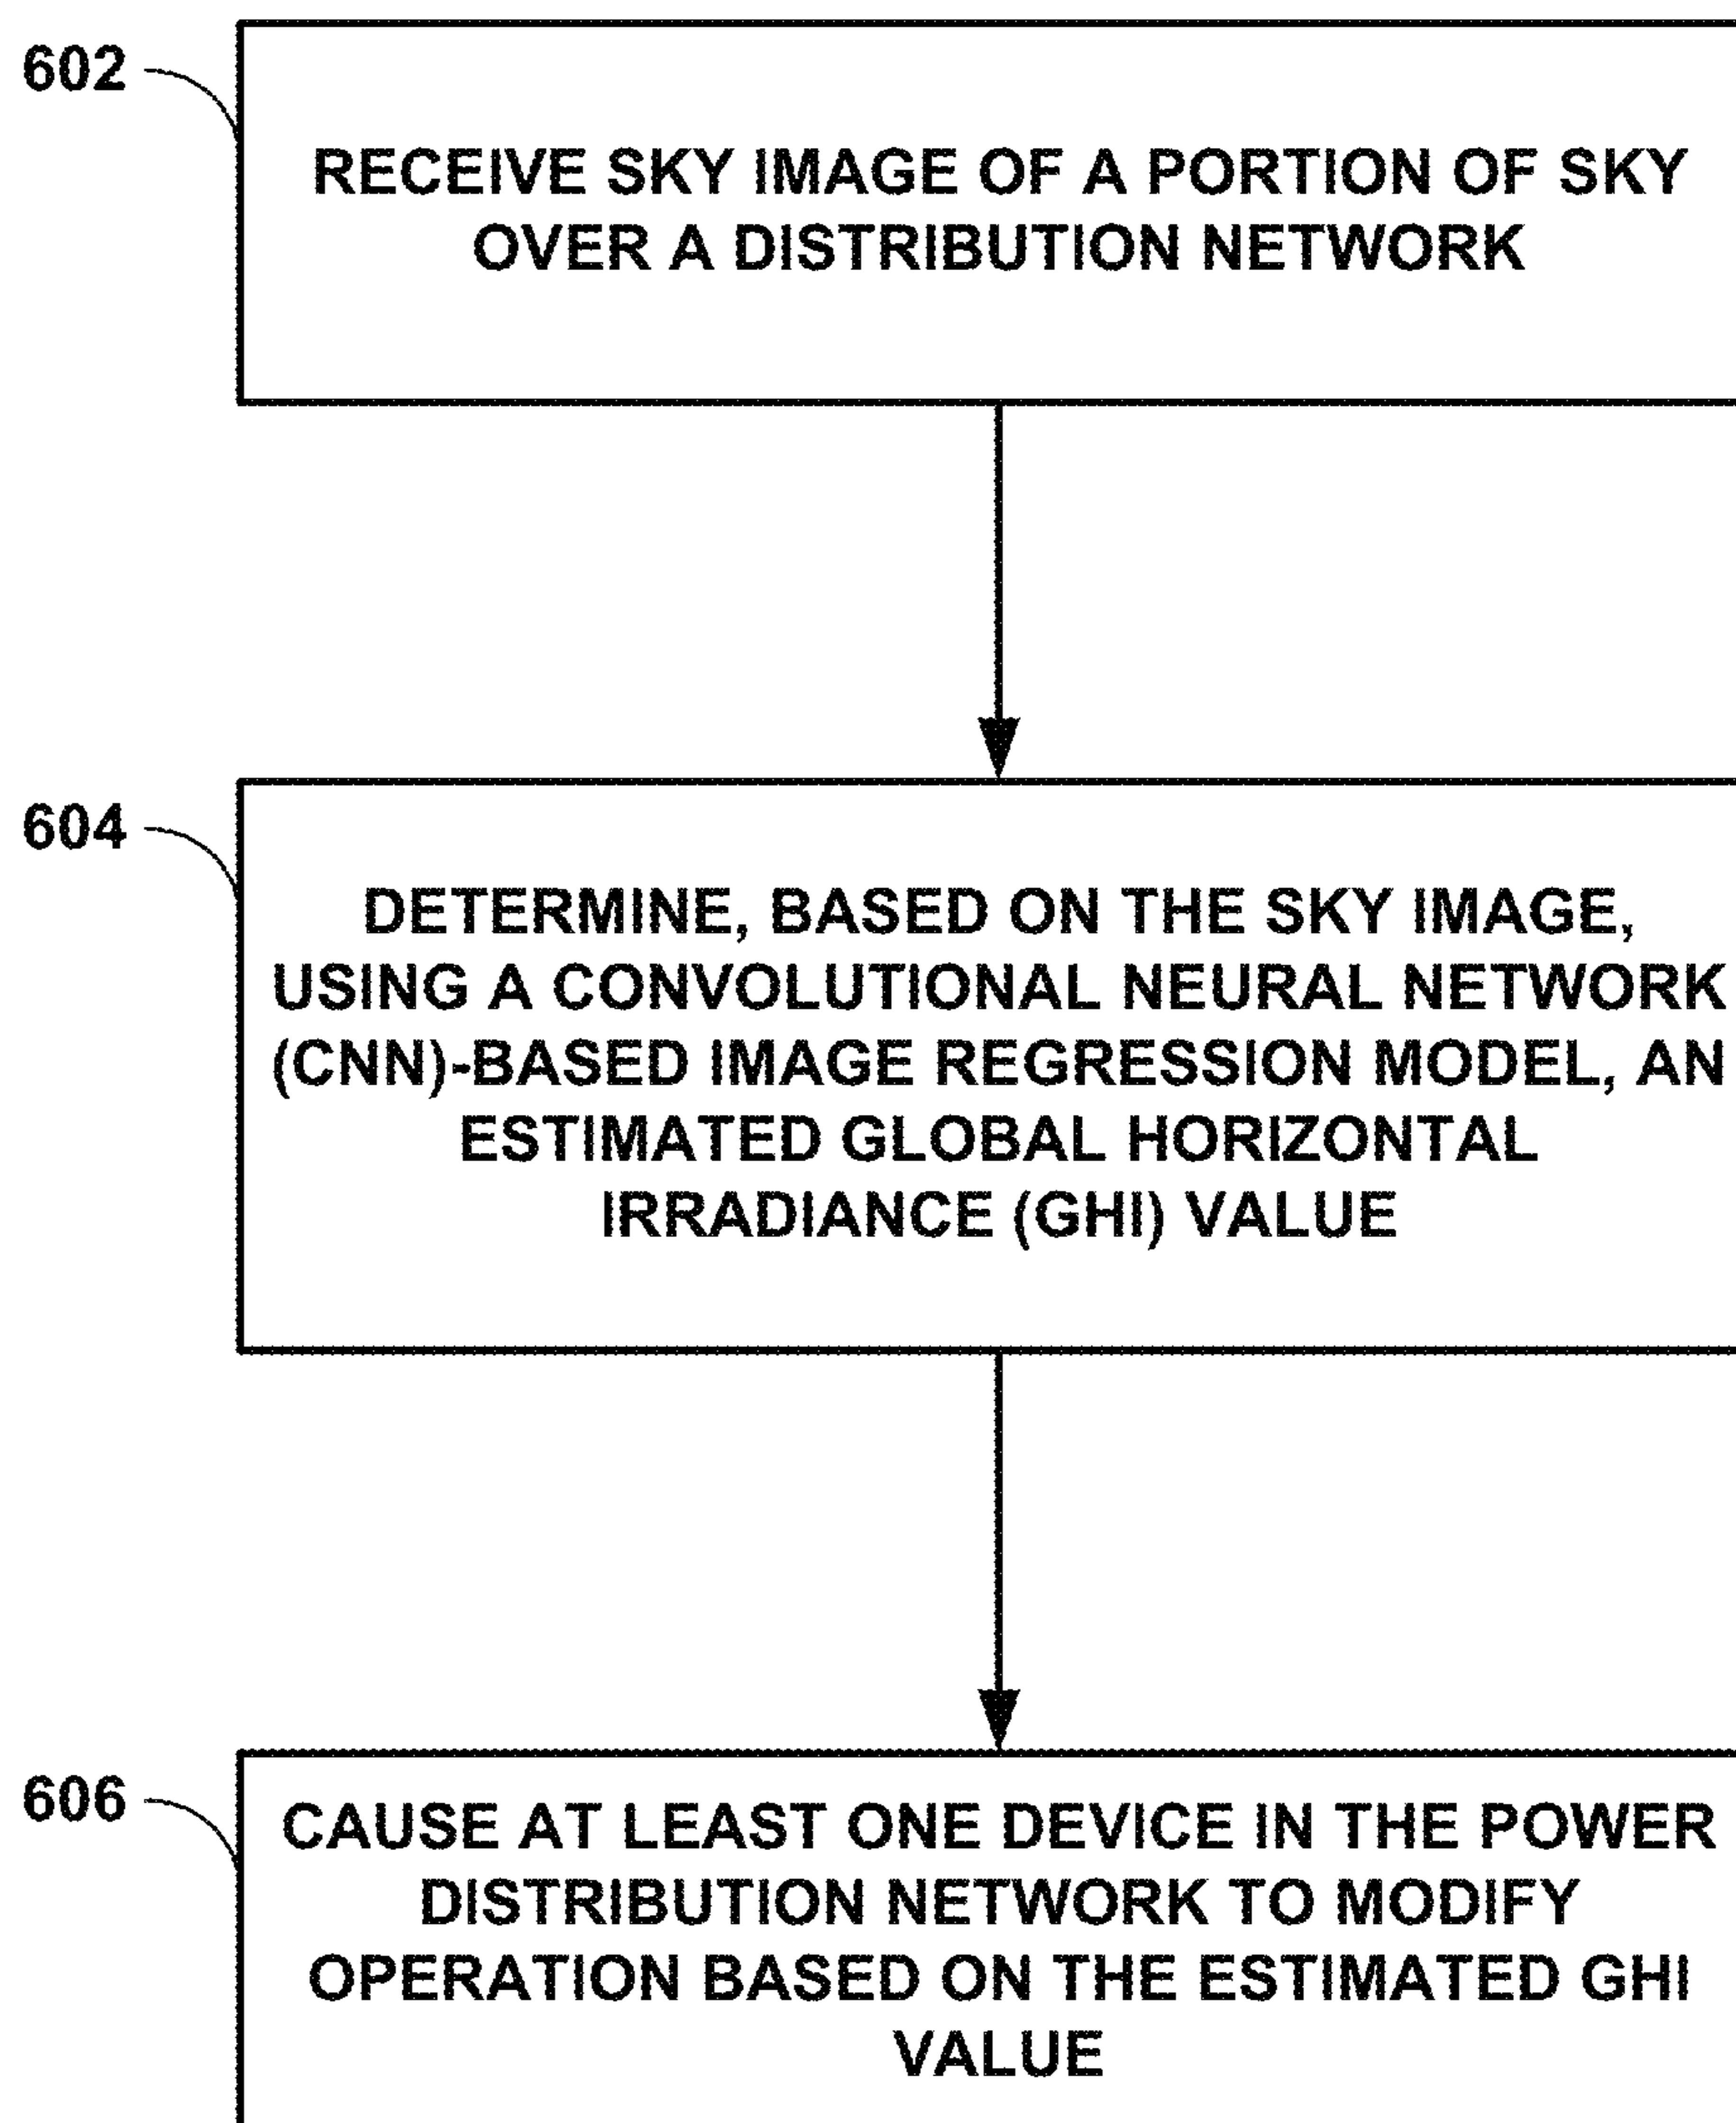 602
RECEIVE SKY IMAGE OF A PORTION OF SKY
OVER A DISTRIBUTION NETWORK
604
DETERMINE, BASED ON THE SKY IMAGE,
USING A CONVOLUTIONAL NEURAL NETWORK
(CNN)-BASED IMAGE REGRESSION MODEL, AN
ESTIMATED GLOBAL HORIZONTAL
IRRADIANCE (GHI) VALUE
606
CAUSE AT LEAST ONE DEVICE IN THE POWER
DISTRIBUTION NETWORK TO MODIFY
OPERATION BASED ON THE ESTIMATED GHI
VALUE